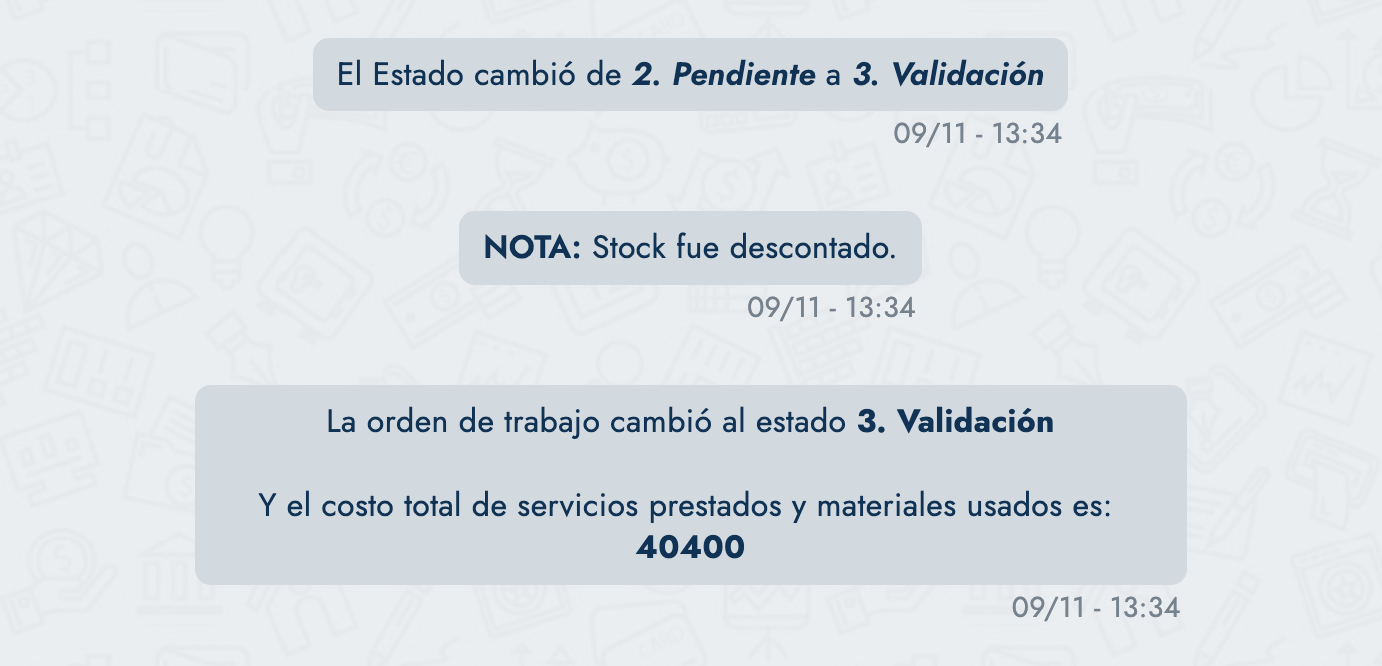 El Estado cambió de 2. Pendiente a 3. Validación
09/11 - 13:34
NOTA: Stock fue descontado.
09/11 - 13:34
La orden de trabajo cambió al estado 3. Validación
Y el costo total de servicios prestados y materiales usados es:
40400
09/11 - 13:34